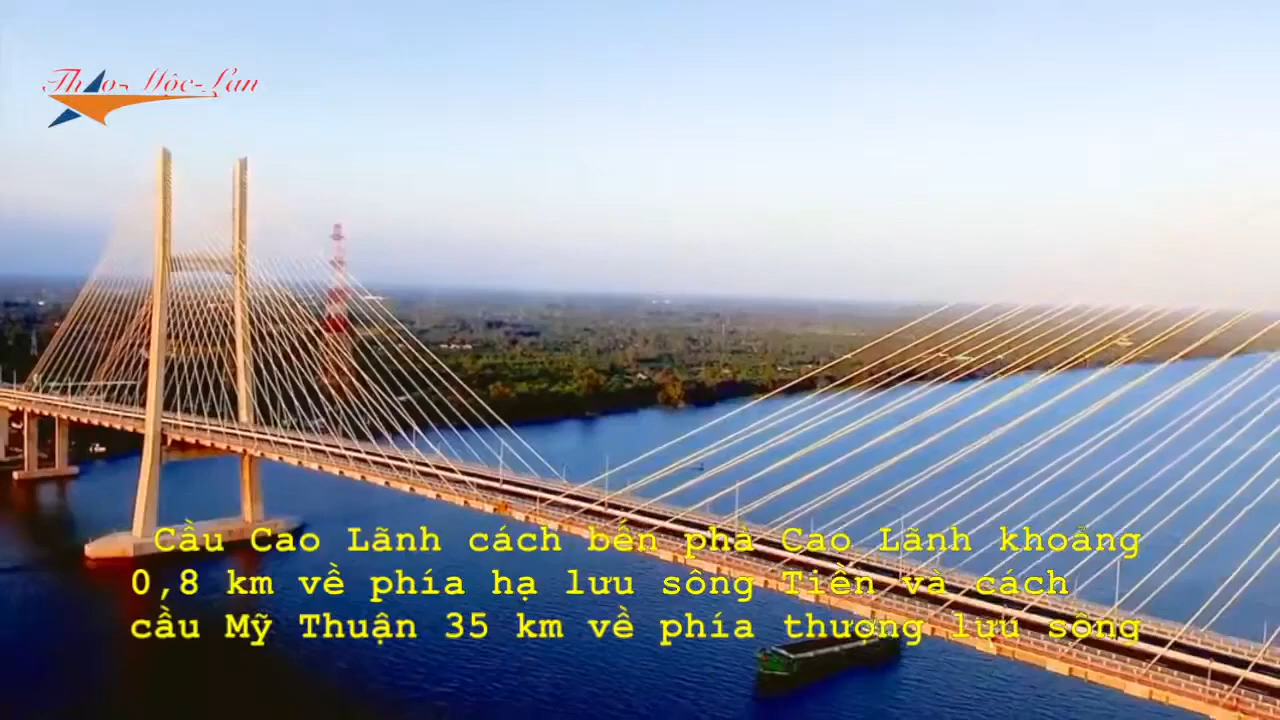 Thảo-Mộc-Lan
Cầu Cao Lãnh cách bến phà Cao Lãnh khoảng
0,8 km về phía hạ lưu sông Tiền và cách
cầu Mỹ Thuận 35 km về phía thượng lưu sông